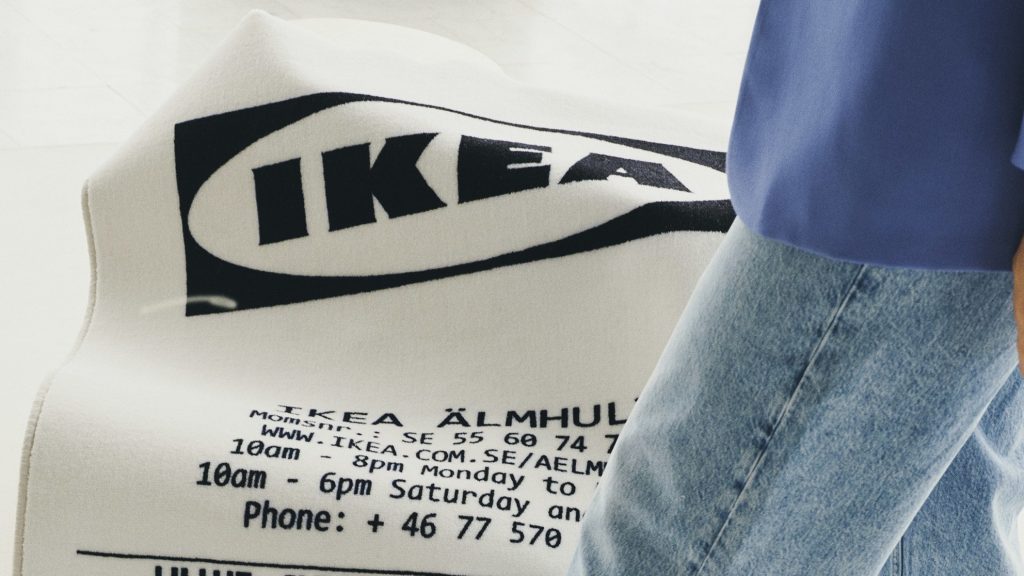 IKEA
IKEA ÄLMHUL
Momsnr.: SE 55 60 74 7
WWW.IKEA.COM.SE/AELM
10am - 8pm Monday to
10am - 6pm Saturday an
Phone: + 46 77 570